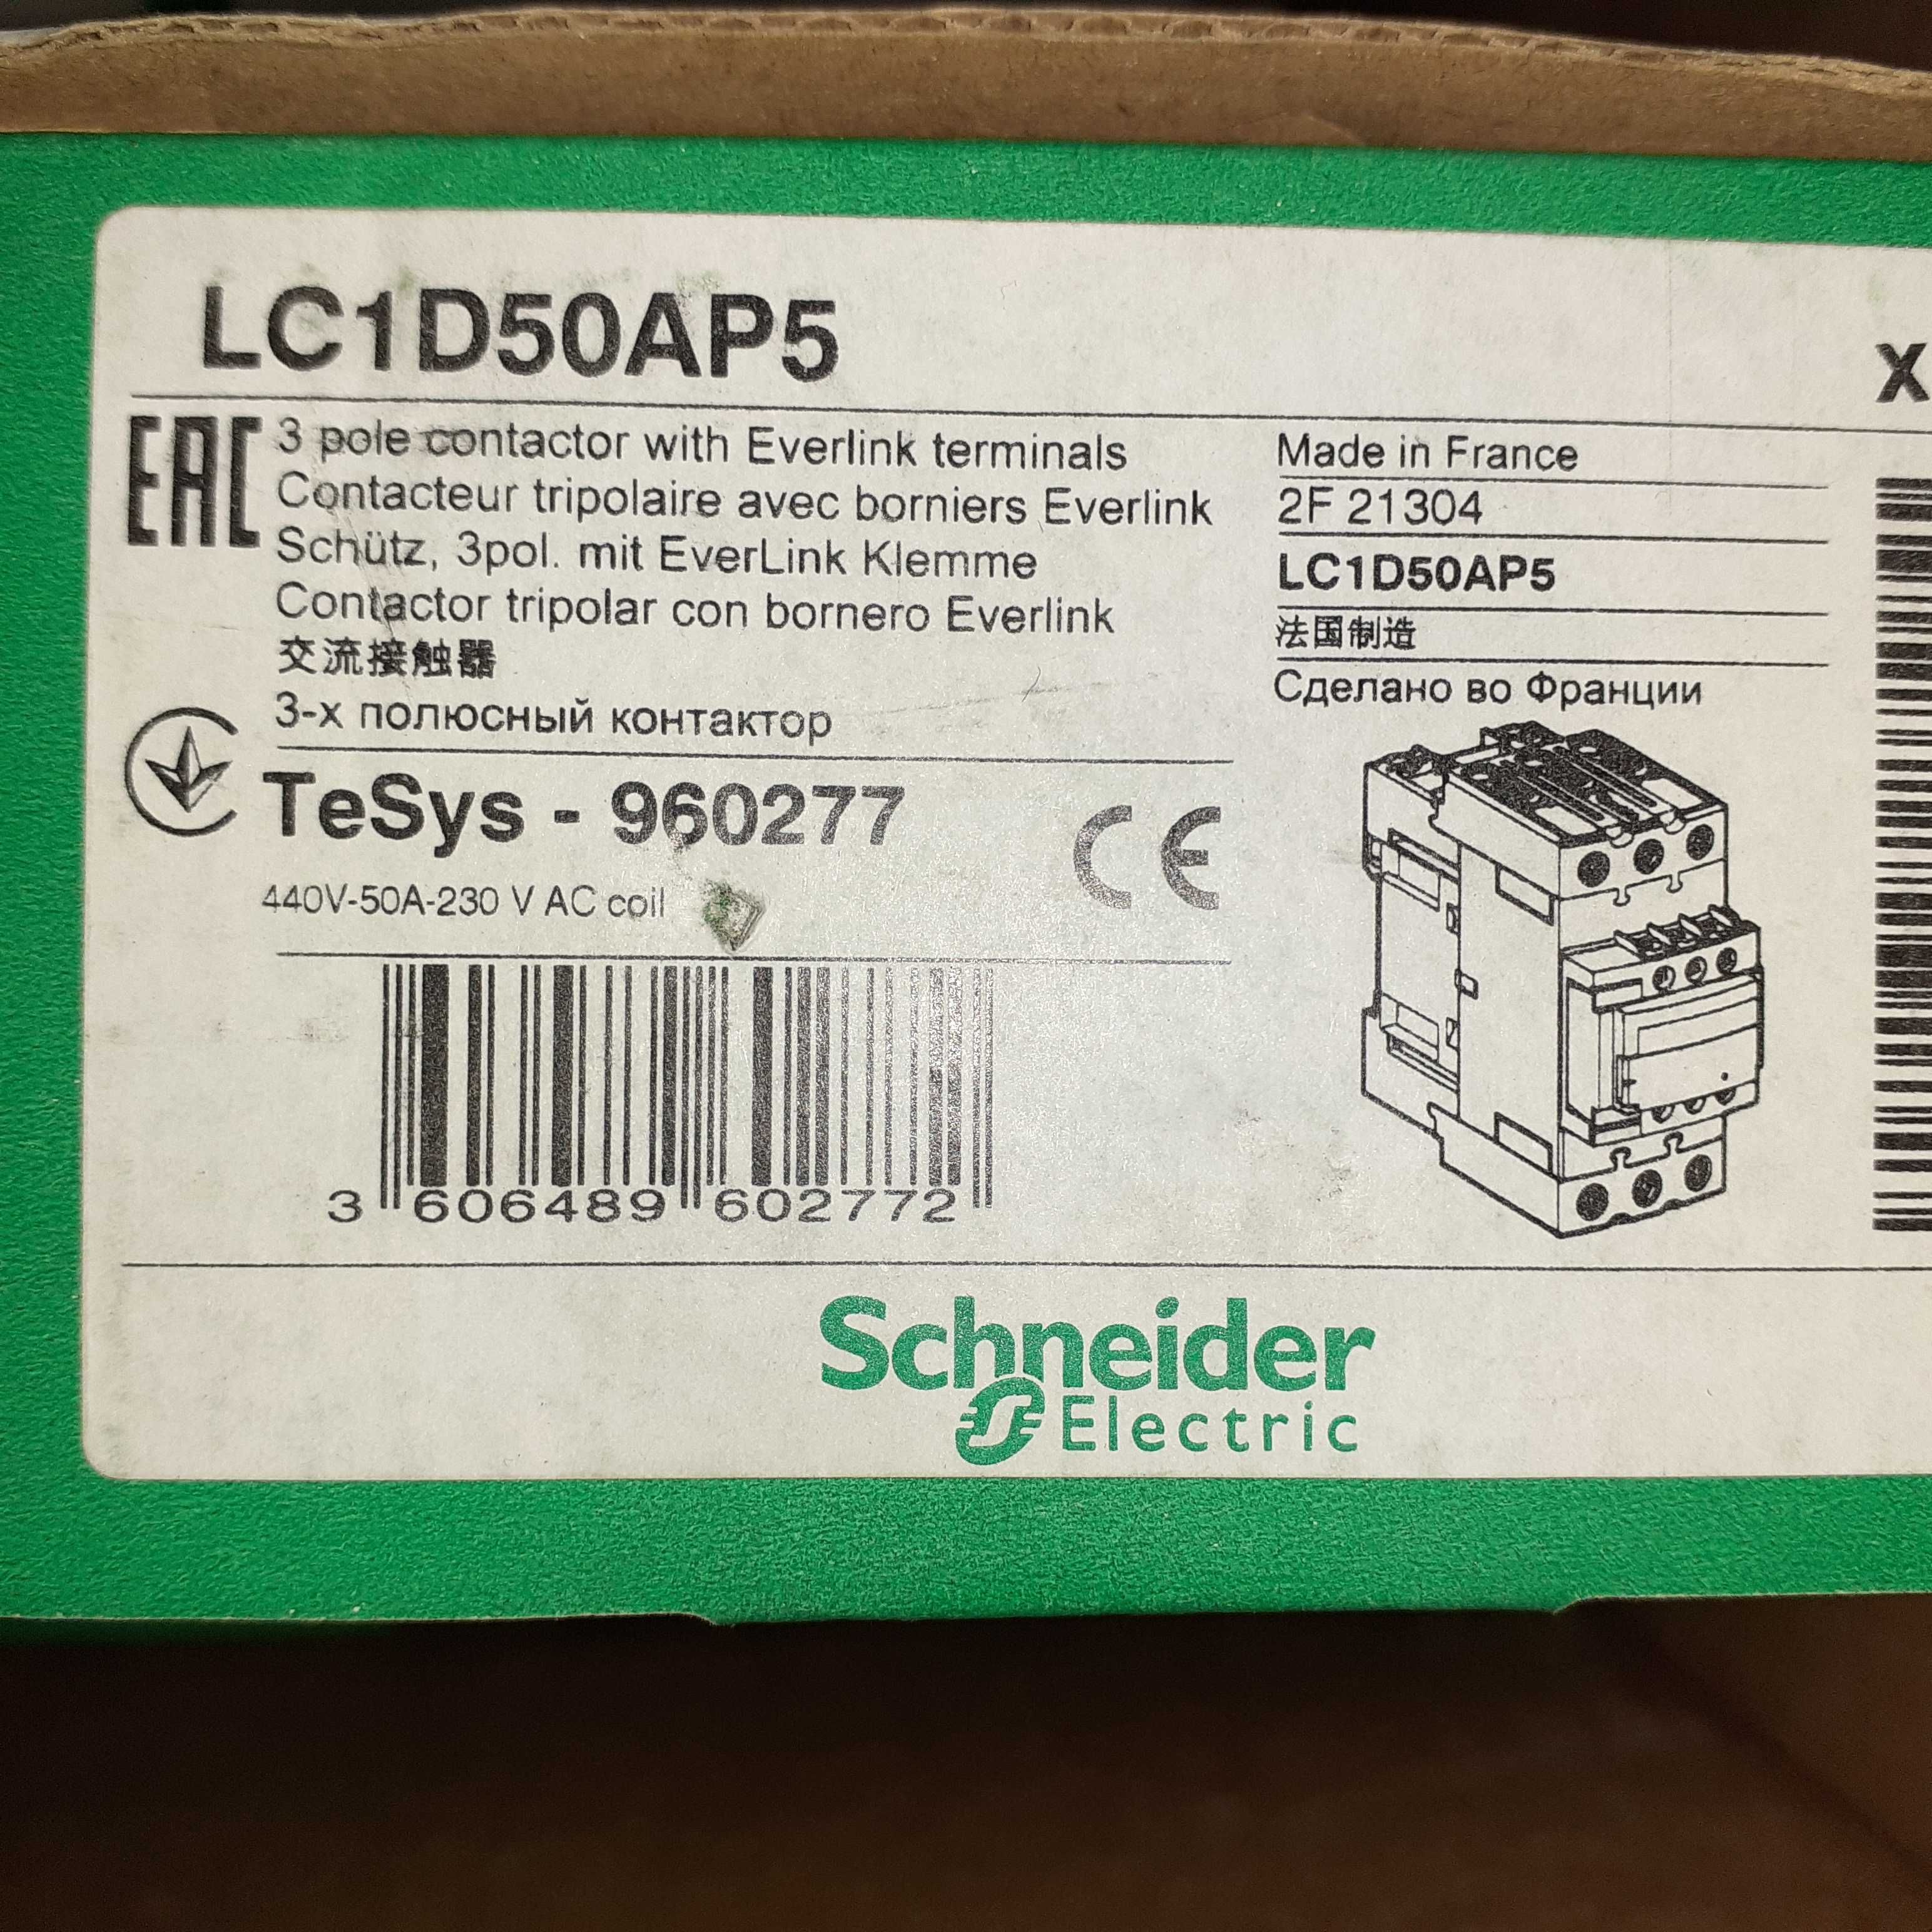 LC1D50AP5
X
EAC
3 pole contactor with Everlink terminals
Contacteur tripolaire avec borniers Everlink
Schütz, 3pol. mit EverLink Klemme
Contactor tripolar con bornero Everlink
交流接触器
3-х полюсный контактор
Made in France
2F 21304
LC1D50AP5
法国制造
Сделано во Франции
TeSys - 960277
CE
440V-50A-230 V AC coil
3 606489 602772
Schneider
Electric